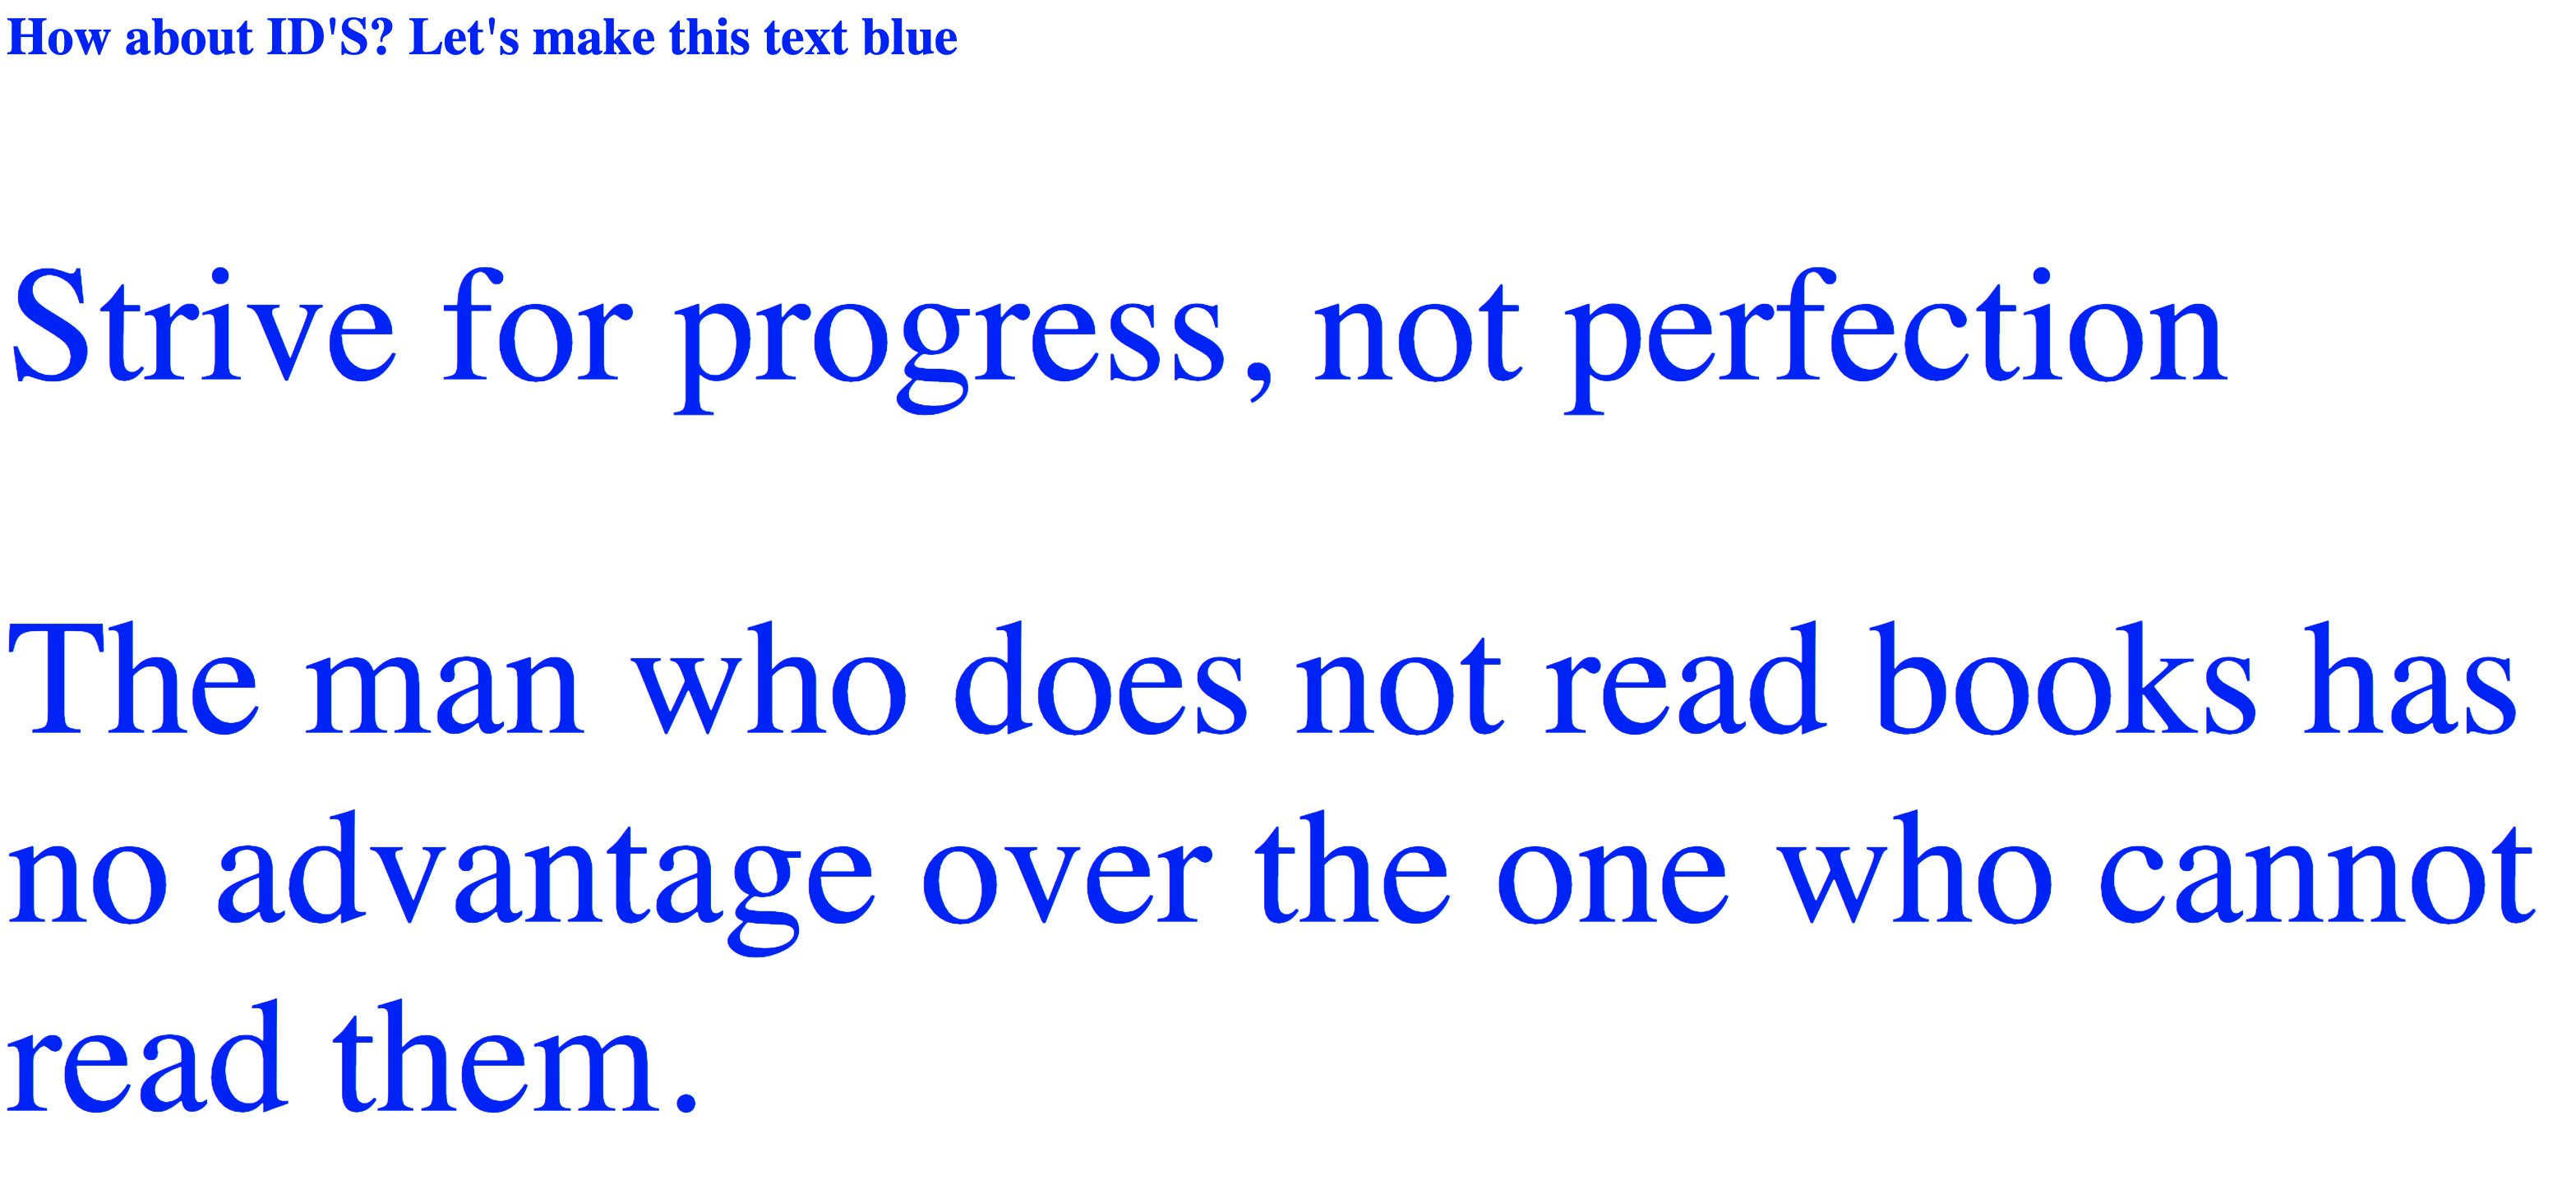 How about ID'S? Let's make this text blue
Strive for progress, not perfection
The man who does not read books has
no advantage over the one who cannot
read them.